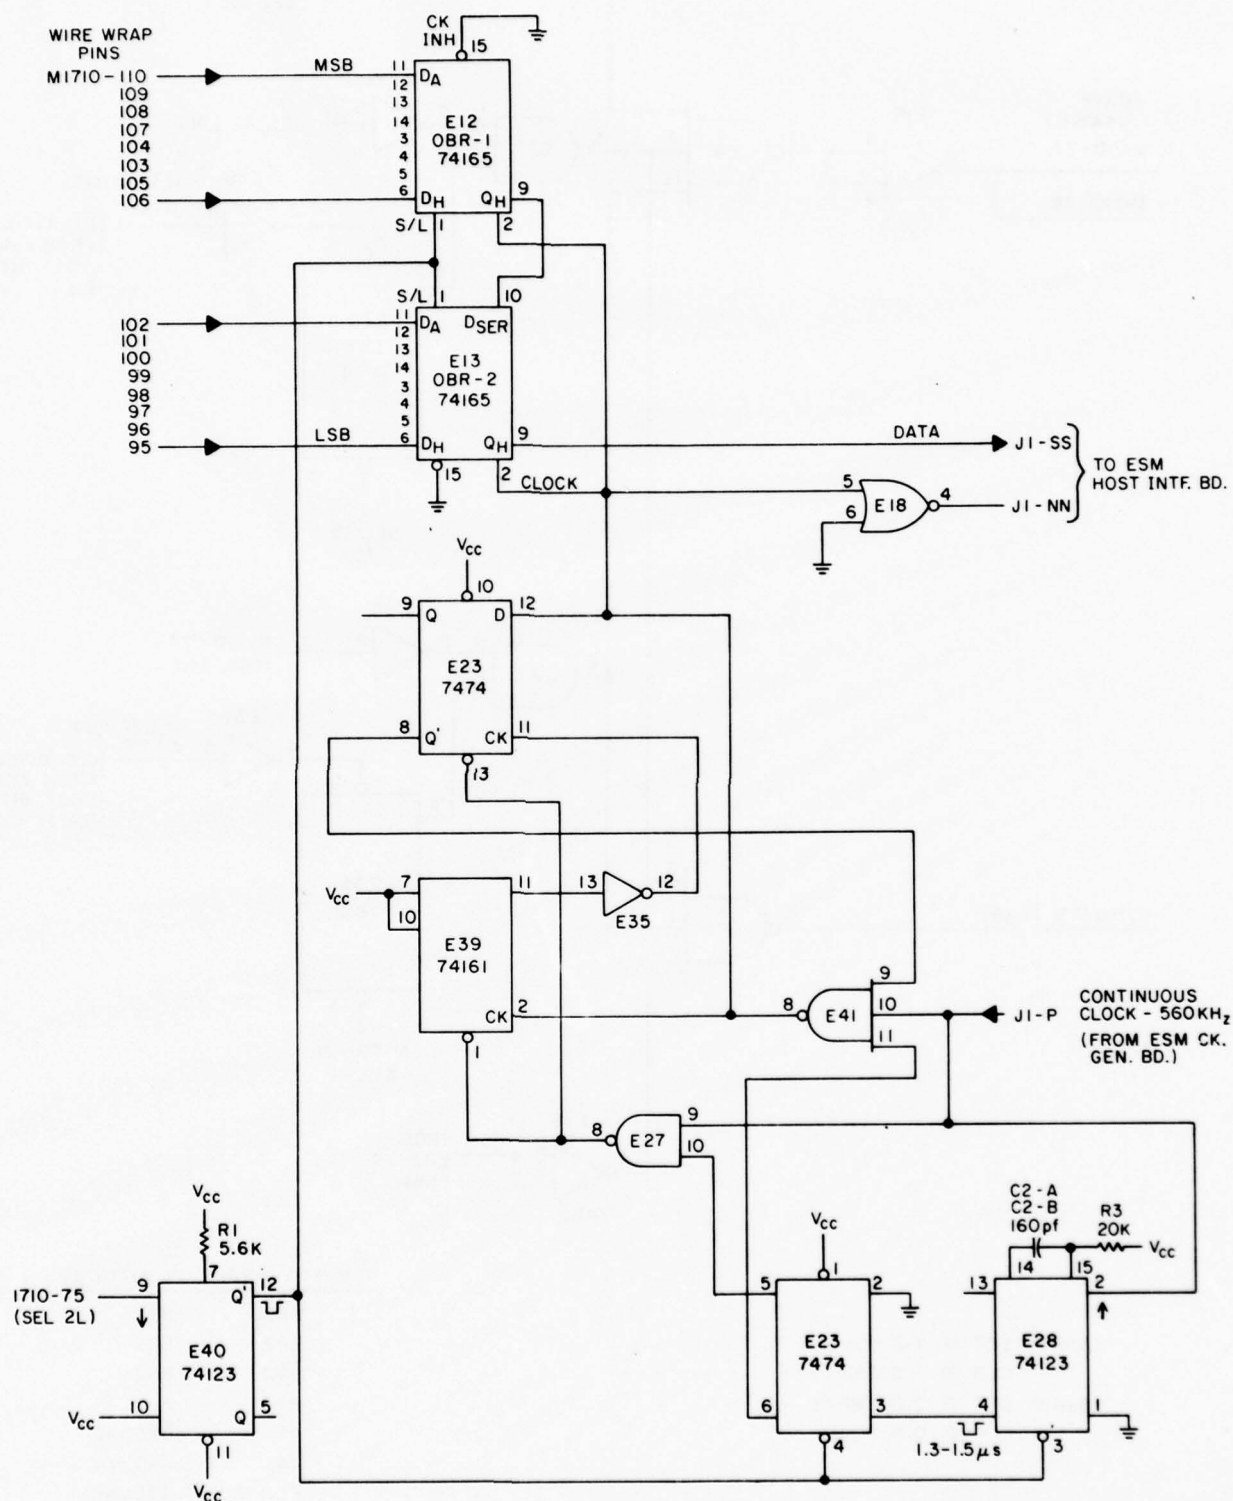 CK
INH
15
WIRE WRAP
PINS
M1710-110
109
108
107
104
103
105
106
MSB
11
12
13
14
3
4
5
6
DA
E12
OBR-1
74165
DH
QH
9
S/L
1
2
S/L
1
10
102
101
100
99
98
97
96
95
LSB
11
12
13
14
3
4
5
6
DA
DSER
E13
OBR-2
74165
DH
QH
9
15
2
CLOCK
DATA
J1-SS
TO ESM
HOST INTF. BD.
5
6
E18
4
J1-NN
VCC
10
9
Q
D
12
E23
7474
8
Q'
CK
11
13
VCC
7
10
11
13
12
E35
E39
74161
CK
2
1
8
E41
9
10
11
J1-P
CONTINUOUS
CLOCK - 560KHz
(FROM ESM CK.
GEN. BD.)
8
E27
9
10
VCC
R1
5.6K
7
12
Q'
1710-75
(SEL 2L)
9
E40
74123
VCC
10
Q
5
11
VCC
VCC
1
5
2
E23
7474
6
3
4
C2-A
C2-B
160pf
R3
20K
VCC
14
15
13
2
E28
74123
4
1
3
1.3-1.5µs